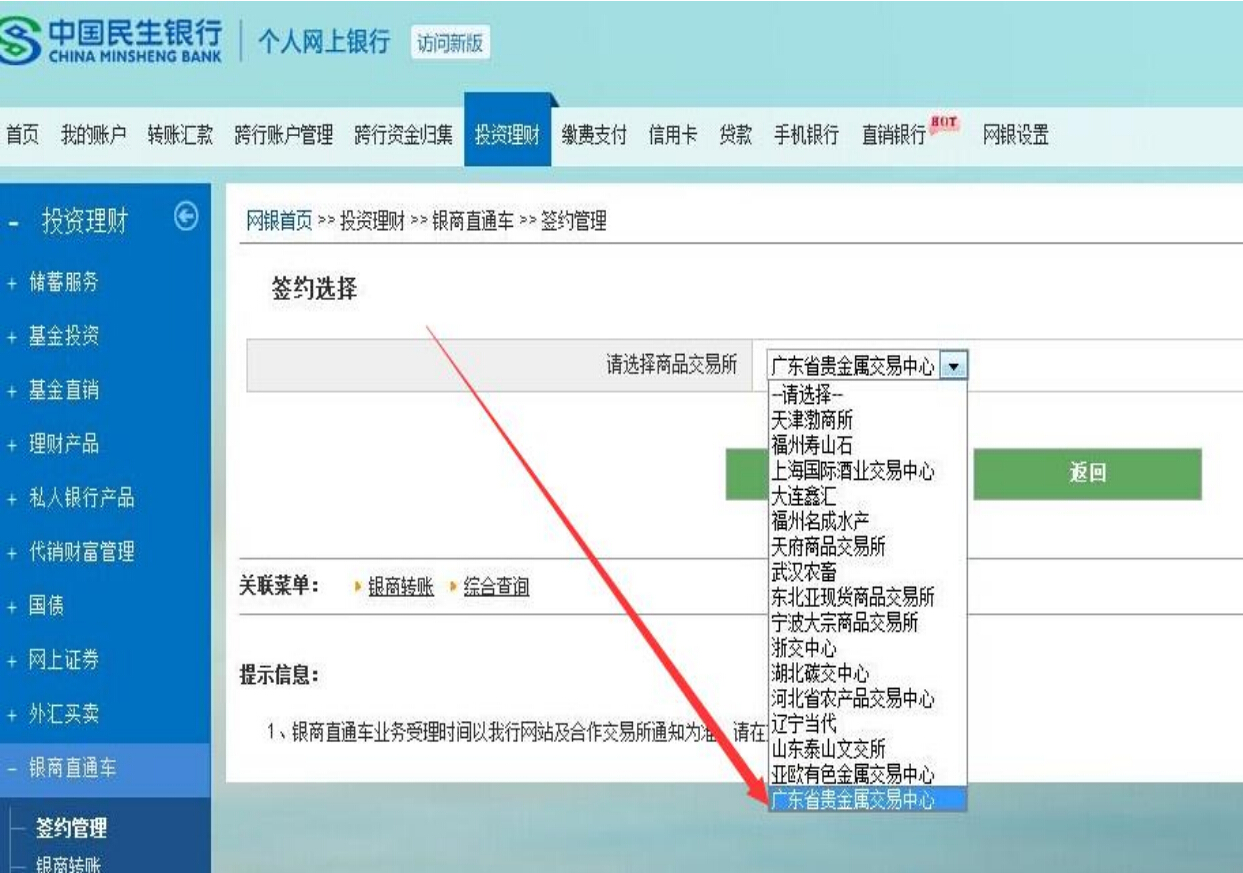 中国民生银行
CHINA MINSHENG BANK
个人网上银行
访问新版
首页 我的账户 转账汇款 跨行账户管理 跨行资金归集 投资理财 缴费支付 信用卡 贷款 手机银行 直销银行 HOT 网银设置
- 投资理财
+ 储蓄服务
+ 基金投资
+ 基金直销
+ 理财产品
+ 私人银行产品
+ 代销财富管理
+ 国债
+ 网上证券
+ 外汇买卖
- 银商直通车
签约管理
银商转账
网银首页 >> 投资理财 >> 银商直通车 >> 签约管理
签约选择
请选择商品交易所
广东省贵金属交易中心
--请选择--
天津渤商所
福州寿山石
上海国际酒业交易中心
大连鑫汇
福州名成水产
天府商品交易所
武汉农畜
东北亚现货商品交易所
宁波大宗商品交易所
浙交中心
湖北碳交中心
河北省农产品交易中心
辽宁当代
山东泰山文交所
亚欧有色金属交易中心
广东省贵金属交易中心
返回
关联菜单： 银商转账 综合查询
提示信息：
1、银商直通车业务受理时间以我行网站及合作交易所通知为准 请在